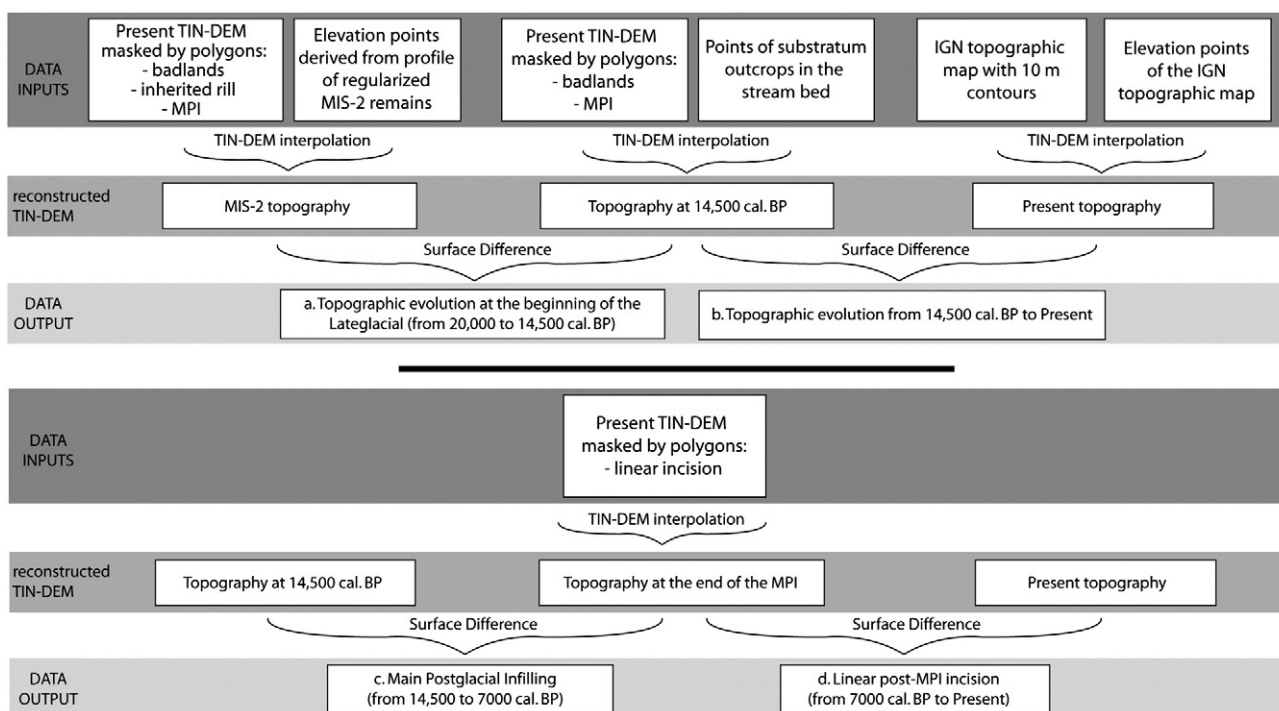 DATA
INPUTS
Present TIN-DEM
masked by polygons:
- badlands
- inherited rill
- MPI
Elevation points
derived from profile
of regularized
MIS-2 remains
Present TIN-DEM
masked by polygons:
- badlands
- MPI
Points of substratum
outcrops in the
stream bed
IGN topographic
map with 10 m
contours
Elevation points
of the IGN
topographic map
TIN-DEM interpolation
TIN-DEM interpolation
TIN-DEM interpolation
reconstructed
TIN-DEM
MIS-2 topography
Topography at 14,500 cal. BP
Present topography
Surface Difference
Surface Difference
DATA
OUTPUT
a. Topographic evolution at the beginning of the
Lateglacial (from 20,000 to 14,500 cal. BP)
b. Topographic evolution from 14,500 cal. BP to Present
DATA
INPUTS
Present TIN-DEM
masked by polygons:
- linear incision
TIN-DEM interpolation
reconstructed
TIN-DEM
Topography at 14,500 cal. BP
Topography at the end of the MPI
Present topography
Surface Difference
Surface Difference
DATA
OUTPUT
c. Main Postglacial Infilling
(from 14,500 to 7000 cal. BP)
d. Linear post-MPI incision
(from 7000 cal. BP to Present)